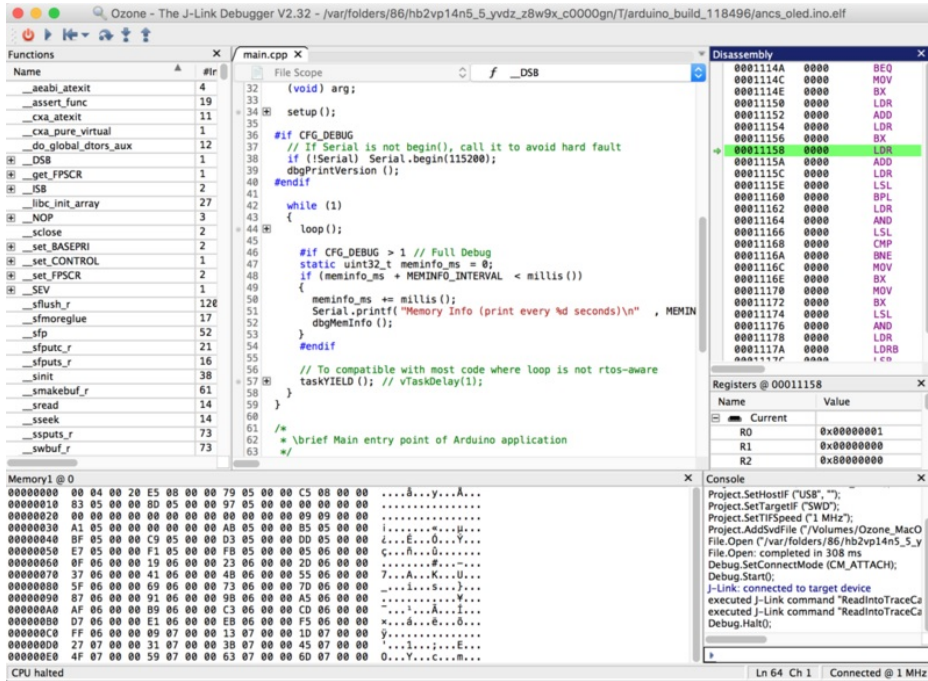 Ozone - The J-Link Debugger V2.32 - /var/folders/86/hb2vp14n5_5_yvdz_z8w9x_c0000gn/T/arduino_build_118496/ancs_oled.ino.elf
Functions
Name #Ir
__aeabi_atexit 4
__assert_func 19
__cxa_atexit 11
__cxa_pure_virtual 1
__do_global_dtors_aux 12
__DSB 1
__get_FPSCR 1
__ISB 2
__libc_init_array 27
__NOP 3
__sclose 2
__set_BASEPRI 2
__set_CONTROL 1
__set_FPSCR 2
__SEV 1
__sflush_r 120
__sfmoreglue 17
__sfp 52
__sfputc_r 21
__sfputs_r 16
__sinit 38
__smakebuf_r 61
__sread 14
__sseek 14
__ssputs_r 73
__swbuf_r 73
main.cpp
File Scope f __DSB
32 (void) arg;
33
34 setup();
35
36 #if CFG_DEBUG
37 // If Serial is not begin(), call it to avoid hard fault
38 if (!Serial) Serial.begin(115200);
39 dbgPrintVersion ();
40 #endif
41
42 while (1)
43 {
44 loop();
45
46 #if CFG_DEBUG > 1 // Full Debug
47 static uint32_t meminfo_ms = 0;
48 if (meminfo_ms + MEMINFO_INTERVAL < millis())
49 {
50 meminfo_ms += millis();
51 Serial.printf("Memory Info (print every %d seconds)\n" , MEMIN
52 dbgMemInfo ();
53 }
54 #endif
55
56 // To compatible with most code where loop is not rtos-aware
57 taskYIELD (); // vTaskDelay(1);
58 }
59 }
60
61 /*
62 * \brief Main entry point of Arduino application
63 */
Disassembly
0001114A 0000 BEQ
0001114C 0000 MOV
0001114E 0000 BX
00011150 0000 LDR
00011152 0000 ADD
00011154 0000 LDR
00011156 0000 BX
00011158 0000 LDR
0001115A 0000 ADD
0001115C 0000 LDR
0001115E 0000 LSL
00011160 0000 BPL
00011162 0000 LDR
00011164 0000 AND
00011166 0000 LSL
00011168 0000 CMP
0001116A 0000 BNE
0001116C 0000 MOV
0001116E 0000 BX
00011170 0000 MOV
00011172 0000 BX
00011174 0000 LSL
00011176 0000 AND
00011178 0000 LDR
0001117A 0000 LDRB
0001117C 0000 LSR
Registers @ 00011158
Name Value
Current
R0 0x00000001
R1 0x00000000
R2 0x80000000
Memory1 @ 0
00000000 00 04 00 20 E5 08 00 00 79 05 00 00 C5 08 00 00
00000010 83 05 00 00 BD 05 00 00 97 05 00 00 00 00 00 00
00000020 00 00 00 00 00 00 00 00 00 00 00 00 09 09 00 00
00000030 A1 05 00 00 00 00 00 00 AB 05 00 00 B5 05 00 00
00000040 BF 05 00 00 C9 05 00 00 D3 05 00 00 DD 05 00 00
00000050 E7 05 00 00 F1 05 00 00 FB 05 00 00 05 06 00 00
00000060 0F 06 00 00 19 06 00 00 23 06 00 00 2D 06 00 00
00000070 37 06 00 00 41 06 00 00 4B 06 00 00 55 06 00 00
00000080 5F 06 00 00 69 06 00 00 73 06 00 00 7D 06 00 00
00000090 87 06 00 00 91 06 00 00 9B 06 00 00 A5 06 00 00
000000A0 AF 06 00 00 B9 06 00 00 C3 06 00 00 CD 06 00 00
000000B0 D7 06 00 00 E1 06 00 00 EB 06 00 00 F5 06 00 00
000000C0 FF 06 00 00 09 07 00 00 13 07 00 00 1D 07 00 00
000000D0 27 07 00 00 31 07 00 00 3B 07 00 00 45 07 00 00
000000E0 4F 07 00 00 59 07 00 00 63 07 00 00 6D 07 00 00
Console
Project.SetHostIF ("USB", "");
Project.SetTargetIF ("SWD");
Project.SetTIFSpeed ("1 MHz");
Project.AddSvdFile ("/Volumes/Ozone_MacO
File.Open ("/var/folders/86/hb2vp14n5_5_y
File.Open: completed in 308 ms
Debug.SetConnectMode (CM_ATTACH);
Debug.Start();
J-Link: connected to target device
executed J-Link command "ReadIntoTraceCa
executed J-Link command "ReadIntoTraceCa
Debug.Halt();
CPU halted
Ln 64 Ch 1 Connected @ 1 MHz